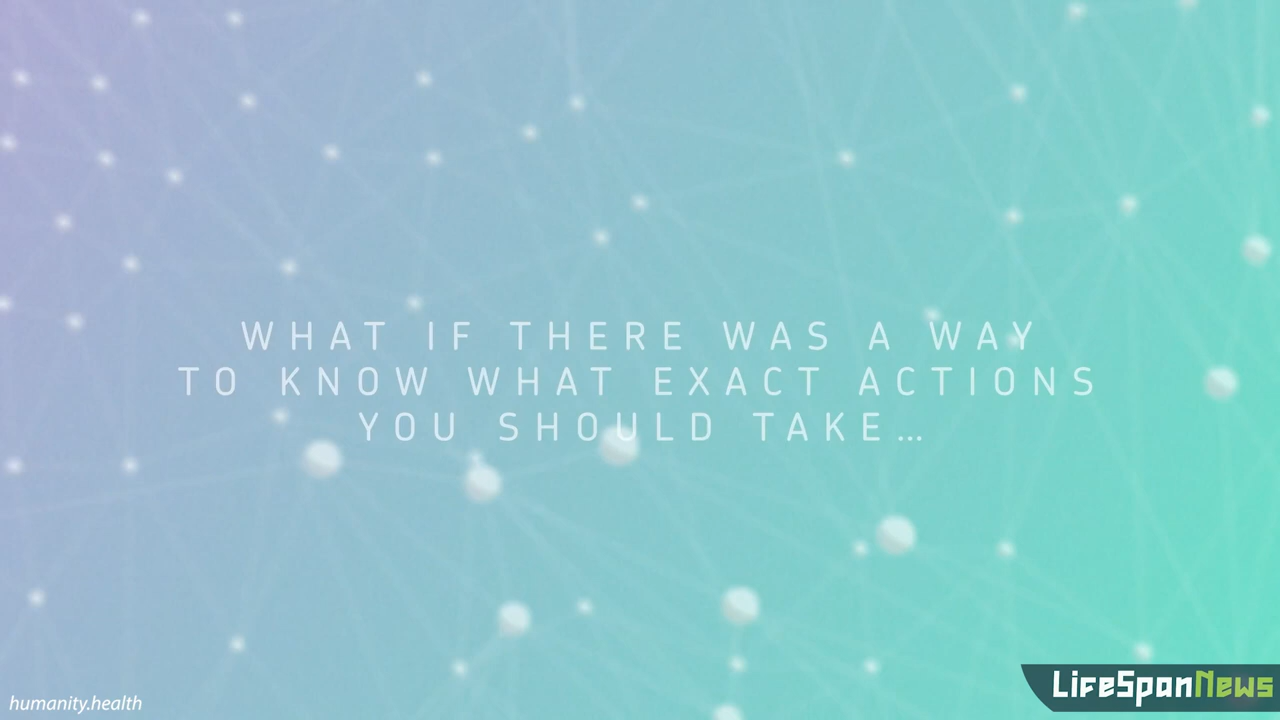 WHAT IF THERE WAS A WAY
TO KNOW WHAT EXACT ACTIONS
YOU SHOULD TAKE...
humanity.health
LifeSpanNews